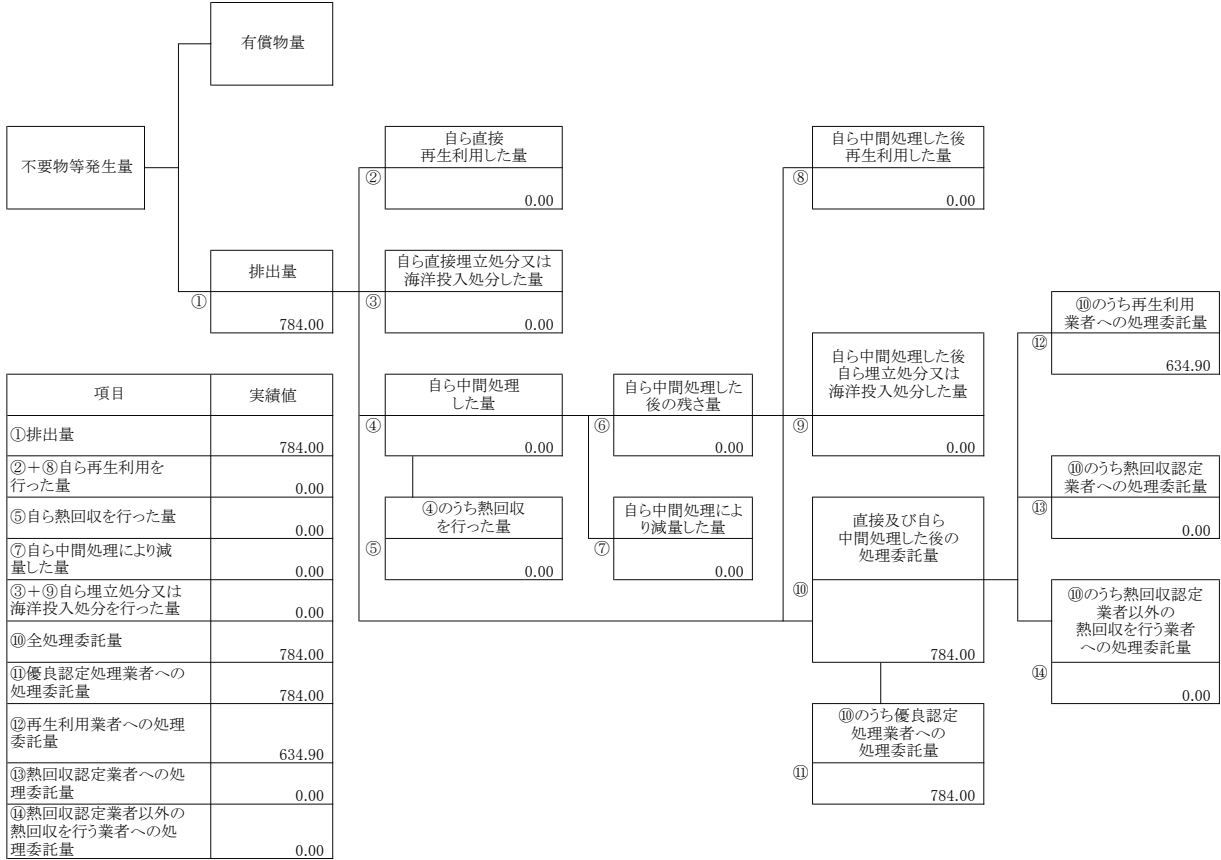 有償物量
不要物等発生量
排出量
①
784.00
自ら直接
再生利用した量
②
0.00
自ら直接埋立処分又は
海洋投入処分した量
③
0.00
自ら中間処理
した量
④
0.00
④のうち熱回収
を行った量
⑤
0.00
自ら中間処理した
後の残さ量
⑥
0.00
自ら中間処理によ
り減量した量
⑦
0.00
自ら中間処理した後
再生利用した量
⑧
0.00
自ら中間処理した後
自ら埋立処分又は
海洋投入処分した量
⑨
0.00
直接及び自ら
中間処理した後の
処理委託量
⑩
784.00
⑩のうち優良認定
処理業者への
処理委託量
⑪
784.00
⑩のうち再生利用
業者への処理委託量
⑫
634.90
⑩のうち熱回収認定
業者への処理委託量
⑬
0.00
⑩のうち熱回収認定
業者以外の
熱回収を行う業者
への処理委託量
⑭
0.00
項目 実績値
①排出量
784.00
②＋⑧自ら再生利用を
行った量
0.00
⑤自ら熱回収を行った量
0.00
⑦自ら中間処理により減
量した量
0.00
③＋⑨自ら埋立処分又は
海洋投入処分を行った量
0.00
⑩全処理委託量
784.00
⑪優良認定処理業者への
処理委託量
784.00
⑫再生利用業者への処理
委託量
634.90
⑬熱回収認定業者への処
理委託量
0.00
⑭熱回収認定業者以外の
熱回収を行う業者への処
理委託量
0.00